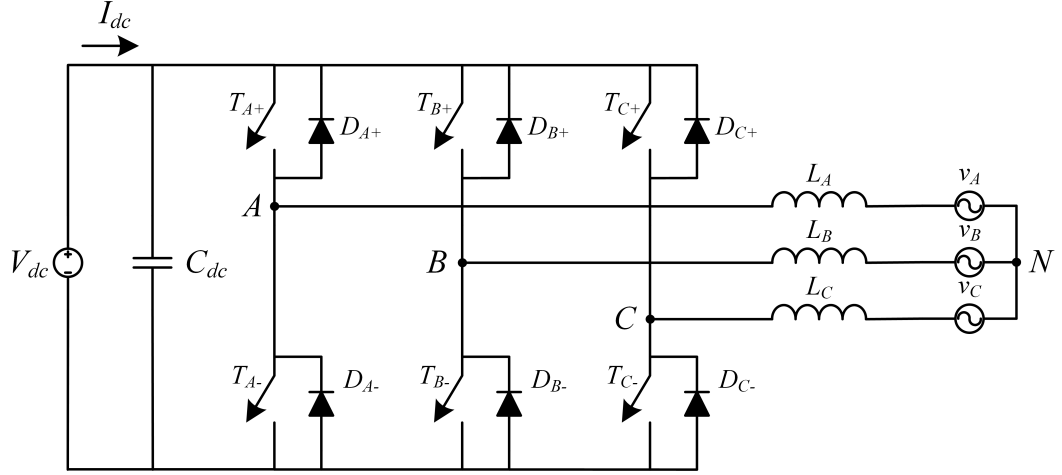 I_dc
T_A+ D_A+ T_B+ D_B+ T_C+ D_C+
L_A v_A
A
L_B v_B
V_dc C_dc B N
L_C v_C
C
T_A- D_A- T_B- D_B- T_C- D_C-